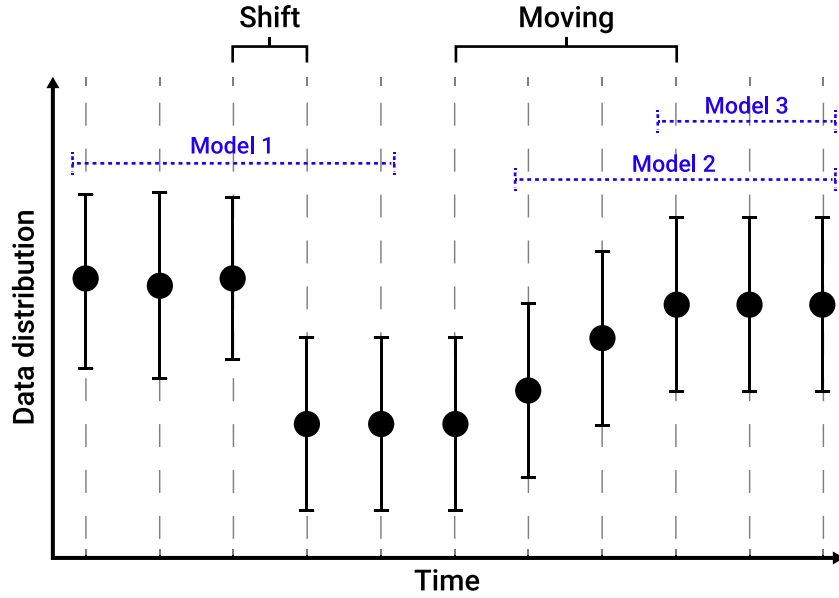 Shift
Moving
Model 3
Model 1
Model 2
Data distribution
Time